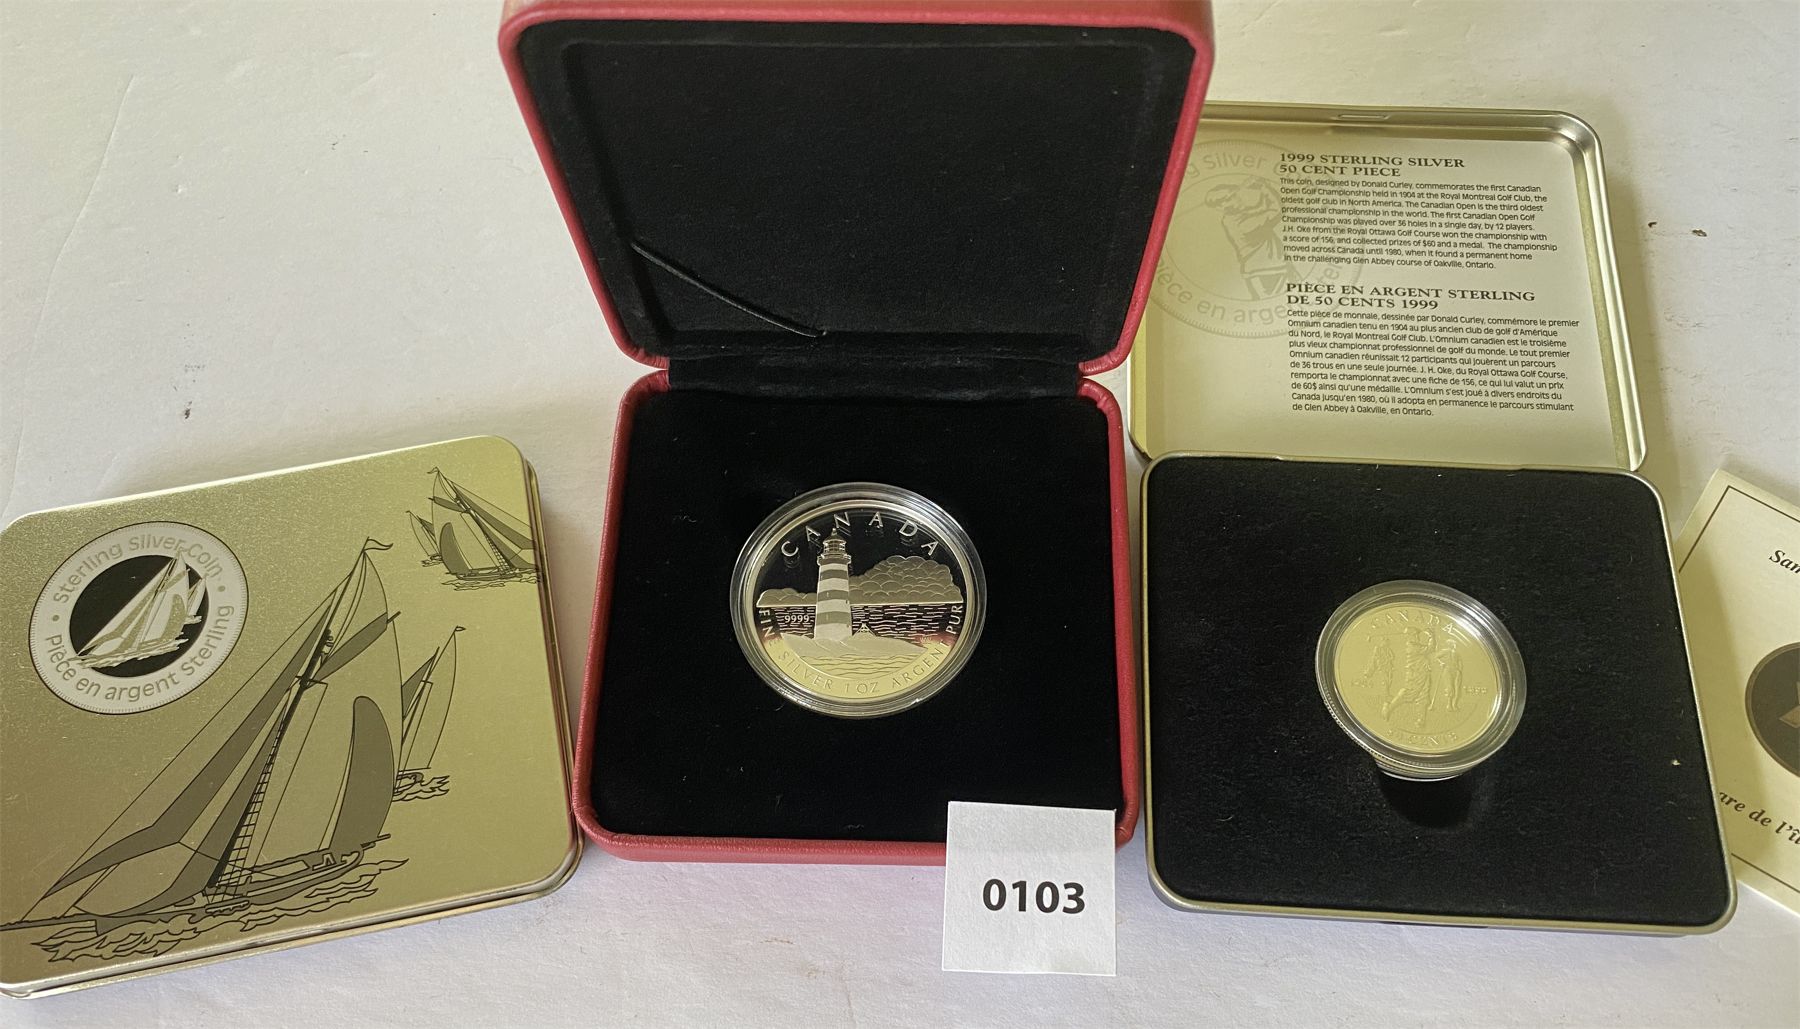 Sterling Silver Coin
Pièce en argent Sterling
CANADA
9999
FINE SILVER 1 OZ ARGENT PUR
0103
Sterling Silver
Pièce en argent
1999 STERLING SILVER
50 CENT PIECE
This coin, designed by Donald Curley, commemorates the first Canadian
Open Golf Championship held in 1904 at the Royal Montreal Golf Club, the
oldest golf club in North America. The Canadian Open is the third oldest
professional championship in the world. The first Canadian Open Golf
Championship was played over 36 holes in a single day, by 12 players.
J.H. Oke from the Royal Ottawa Golf Course won the championship with
a score of 156, and collected prizes of $60 and a medal. The championship
moved across Canada until 1980, when it found a permanent home
in the challenging Glen Abbey course of Oakville, Ontario.
PIÈCE EN ARGENT STERLING
DE 50 CENTS 1999
Cette pièce de monnaie, dessinée par Donald Curley, commémore le premier
Omnium canadien tenu en 1904 au plus ancien club de golf d'Amérique
du Nord, le Royal Montreal Golf Club. L'Omnium canadien est le troisième
plus vieux championnat professionnel de golf du monde. Le tout premier
Omnium canadien réunissait 12 participants qui jouèrent un parcours
de 36 trous en une seule journée. J. H. Oke, du Royal Ottawa Golf Course,
remporta le championnat avec une fiche de 156, ce qui lui valut un prix
de 60$ ainsi qu'une médaille. L'Omnium s'est joué à divers endroits du
Canada jusqu'en 1980, où il adopta en permanence le parcours stimulant
de Glen Abbey à Oakville, en Ontario.
CANADA
1999
50 CENTS
Sam
are de l'î